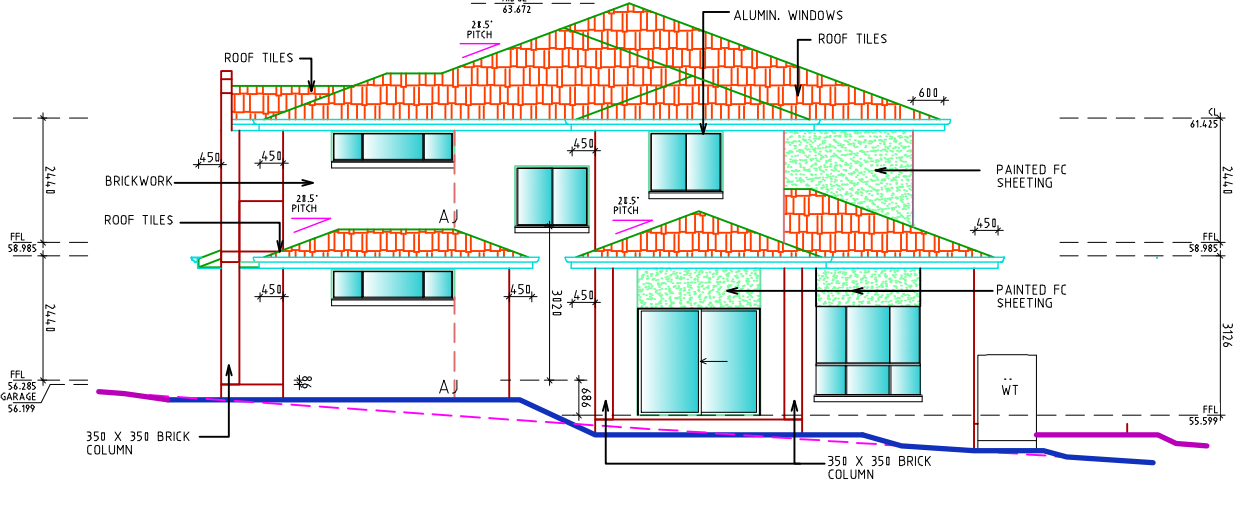 63.672
28.5°
PITCH
ALUMIN. WINDOWS
ROOF TILES
ROOF TILES
600
CL
61.425
450
450
450
2440
2440
BRICKWORK
PAINTED FC
SHEETING
28.5°
PITCH
28.5°
PITCH
ROOF TILES
AJ
450
FFL
58.985
FFL
58.985
450
450
450
3020
PAINTED FC
SHEETING
2440
3126
FFL
56.285
GARAGE
56.199
86
AJ
686
WT
FFL
55.599
350 X 350 BRICK
COLUMN
350 X 350 BRICK
COLUMN